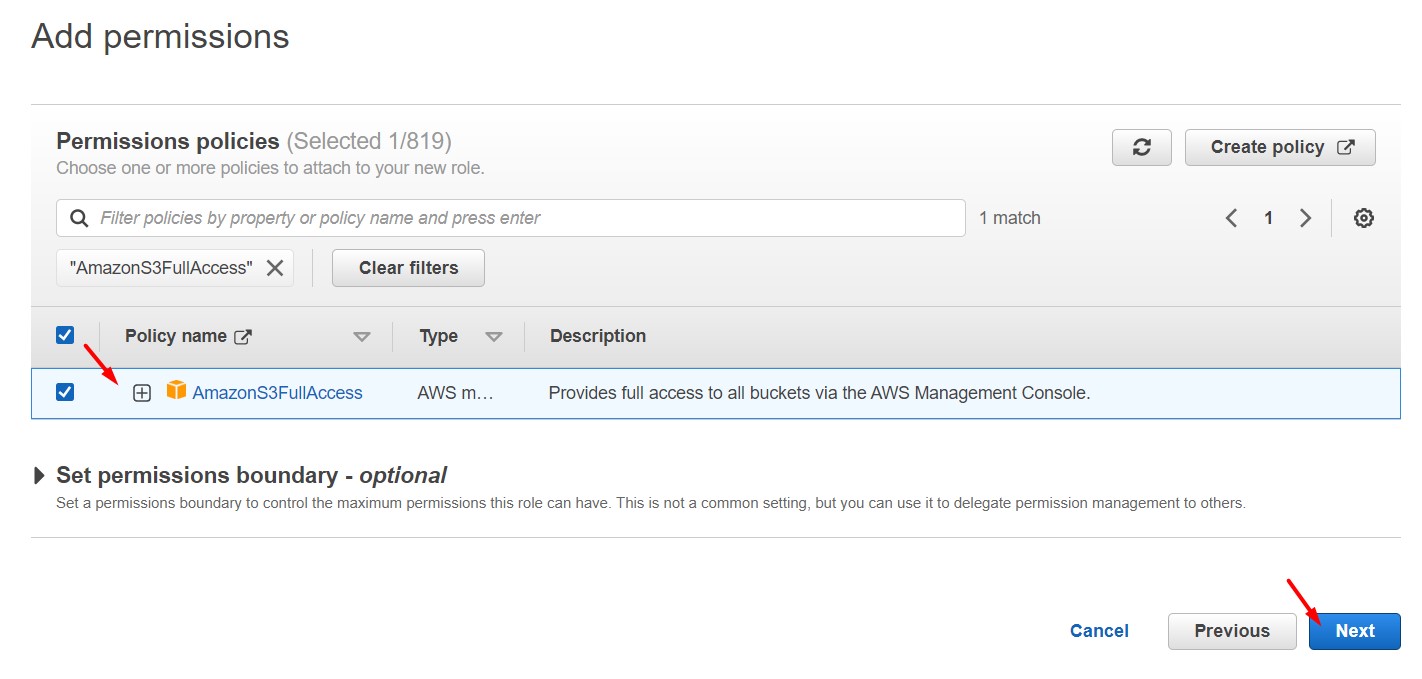 Add permissions
Permissions policies (Selected 1/819)
Choose one or more policies to attach to your new role.
Create policy
Filter policies by property or policy name and press enter
1 match
1
"AmazonS3FullAccess"
Clear filters
Policy name Type Description
AmazonS3FullAccess AWS m… Provides full access to all buckets via the AWS Management Console.
Set permissions boundary - optional
Set a permissions boundary to control the maximum permissions this role can have. This is not a common setting, but you can use it to delegate permission management to others.
Cancel Previous Next